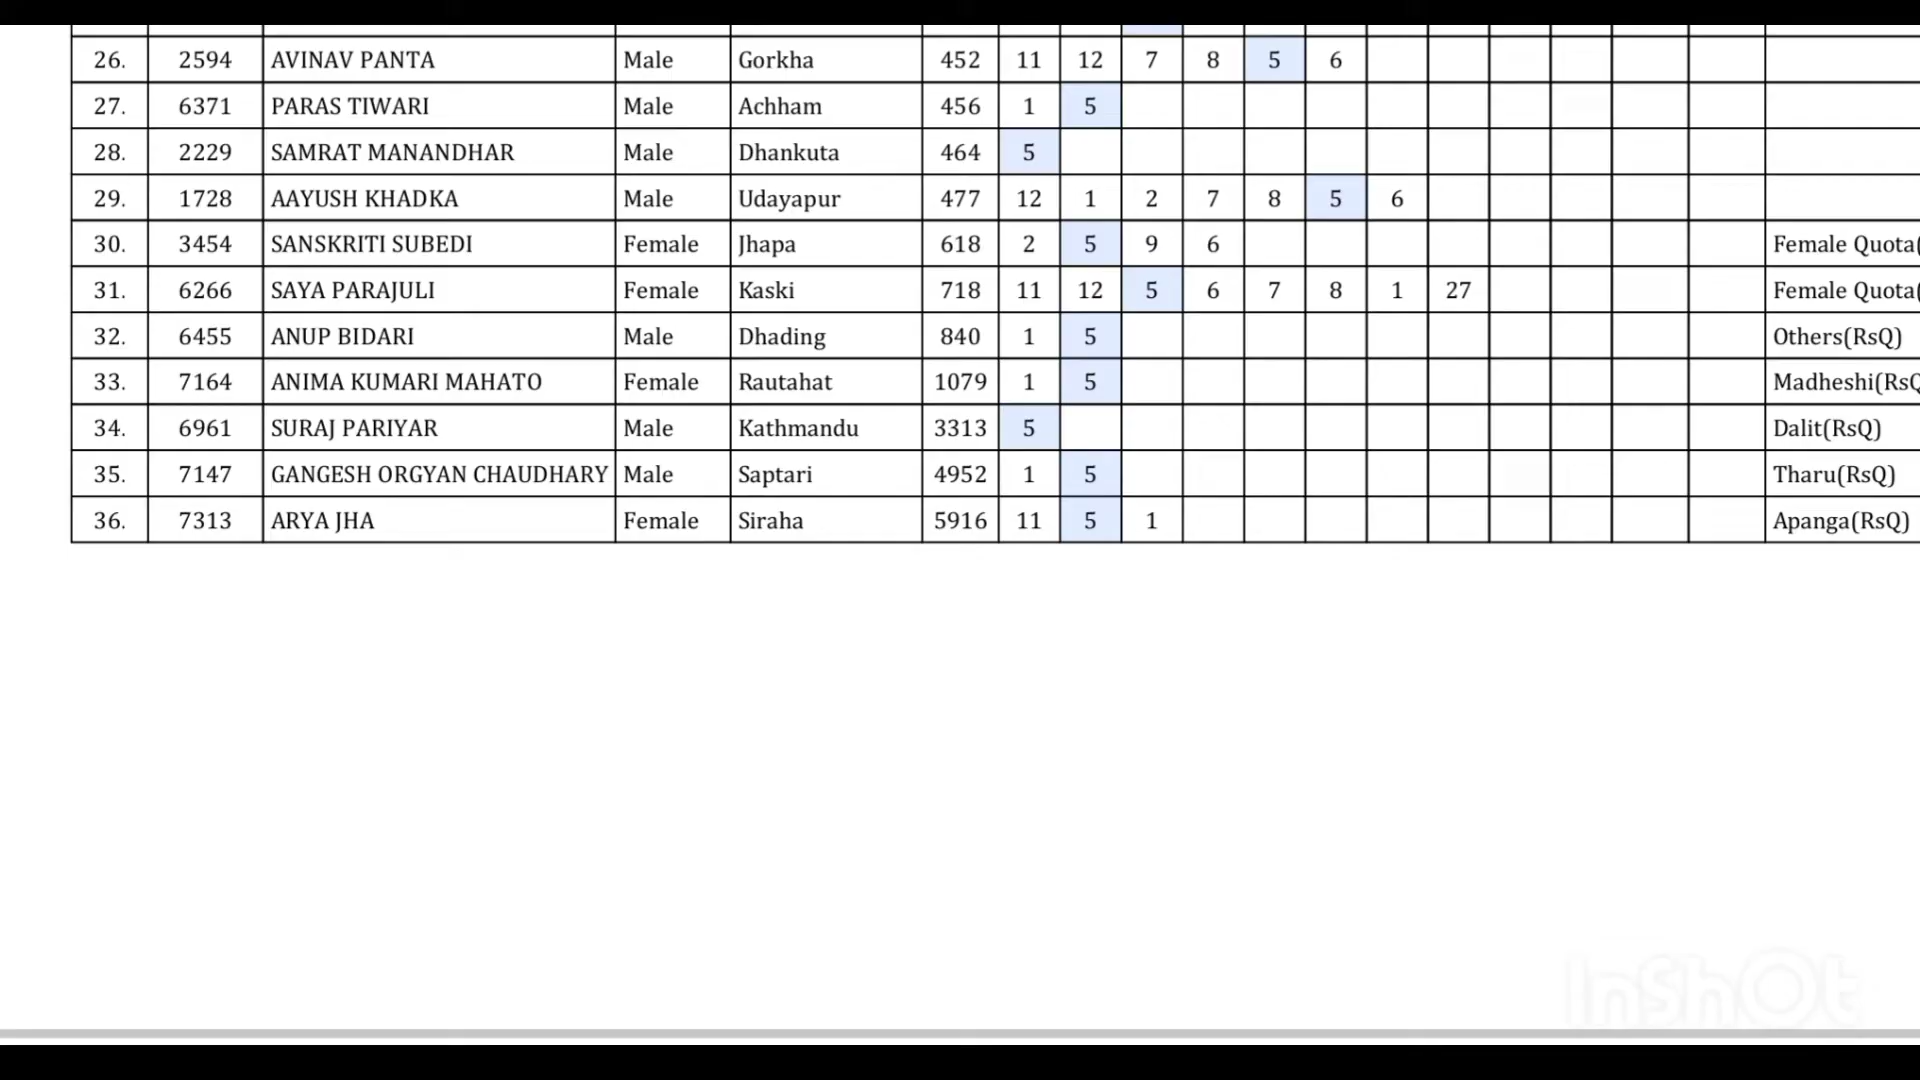 26. 2594 AVINAV PANTA Male Gorkha 452 11 12 7 8 5 6
27. 6371 PARAS TIWARI Male Achham 456 1 5
28. 2229 SAMRAT MANANDHAR Male Dhankuta 464 5
29. 1728 AAYUSH KHADKA Male Udayapur 477 12 1 2 7 8 5 6
30. 3454 SANSKRITI SUBEDI Female Jhapa 618 2 5 9 6 Female Quota(
31. 6266 SAYA PARAJULI Female Kaski 718 11 12 5 6 7 8 1 27 Female Quota(
32. 6455 ANUP BIDARI Male Dhading 840 1 5 Others(RsQ)
33. 7164 ANIMA KUMARI MAHATO Female Rautahat 1079 1 5 Madheshi(RsQ
34. 6961 SURAJ PARIYAR Male Kathmandu 3313 5 Dalit(RsQ)
35. 7147 GANGESH ORGYAN CHAUDHARY Male Saptari 4952 1 5 Tharu(RsQ)
36. 7313 ARYA JHA Female Siraha 5916 11 5 1 Apanga(RsQ)
InShOt